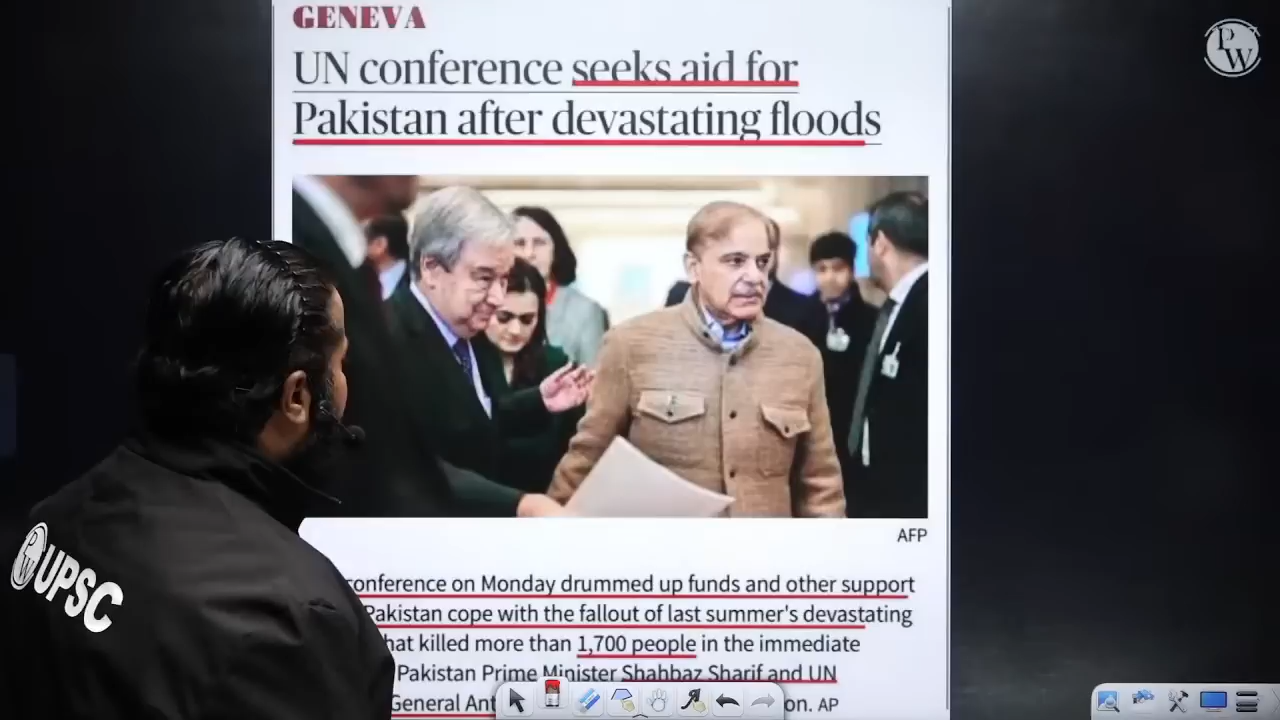 GENEVA
UN conference seeks aid for
Pakistan after devastating floods
PW
AFP
conference on Monday drummed up funds and other support
Pakistan cope with the fallout of last summer's devastating
hat killed more than 1,700 people in the immediate
Pakistan Prime Minister Shahbaz Sharif and UN
General Ant
on. AP
PW UPSC